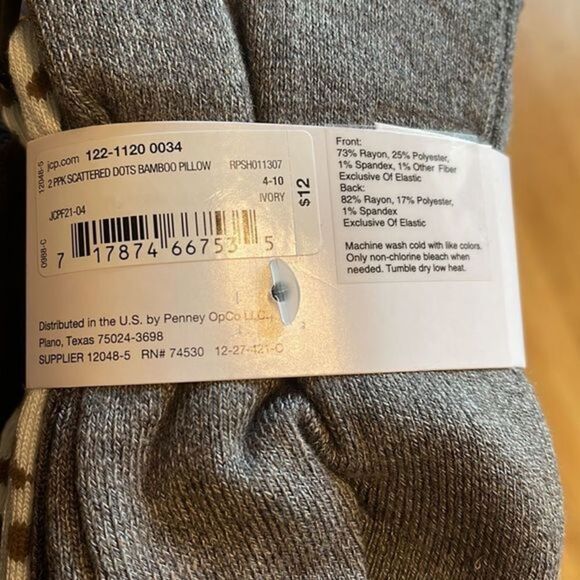 12048-5
jcp.com 122-1120 0034
2 PPK SCATTERED DOTS BAMBOO PILLOW RPSH011307
4-10
JCPF21-04 IVORY
$12
0988-C
7 17874 66753 5
Distributed in the U.S. by Penney OpCo LLC,
Plano, Texas 75024-3698
SUPPLIER 12048-5 RN# 74530 12-27-421-C
Front:
73% Rayon, 25% Polyester,
1% Spandex, 1% Other Fiber
Exclusive Of Elastic
Back:
82% Rayon, 17% Polyester,
1% Spandex
Exclusive Of Elastic
Machine wash cold with like colors.
Only non-chlorine bleach when
needed. Tumble dry low heat.